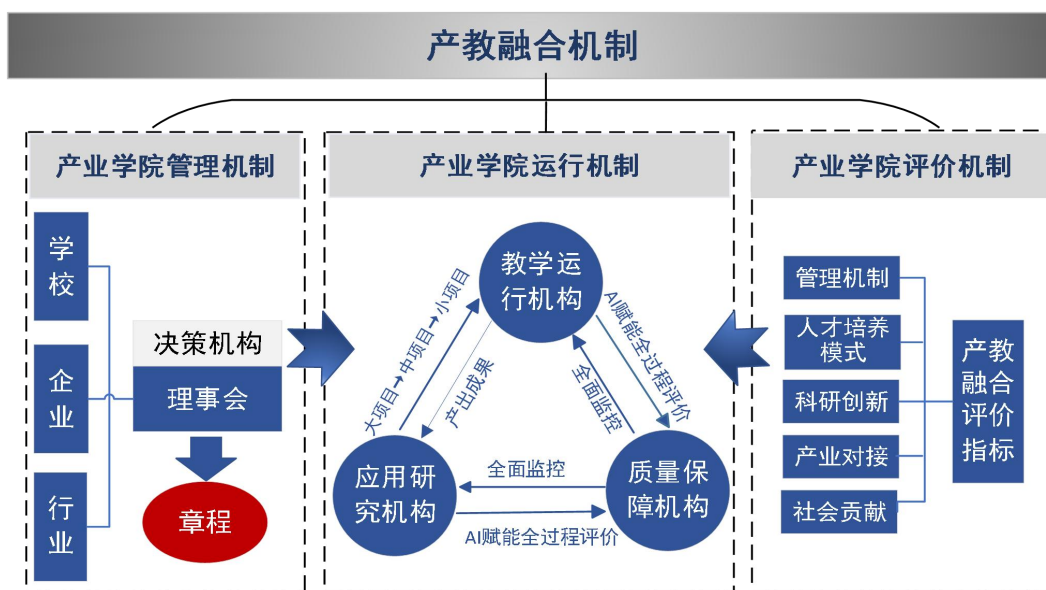 产教融合机制
产业学院管理机制
产业学院运行机制
产业学院评价机制
学校
企业
行业
决策机构
理事会
章程
教学运
行机构
大项目→中项目→小项目
产出成果
AI赋能全过程评价
全面监控
应用研
究机构
全面监控
AI赋能全过程评价
质量保
障机构
管理机制
人才培养
模式
科研创新
产业对接
社会贡献
产教
融合
评价
指标